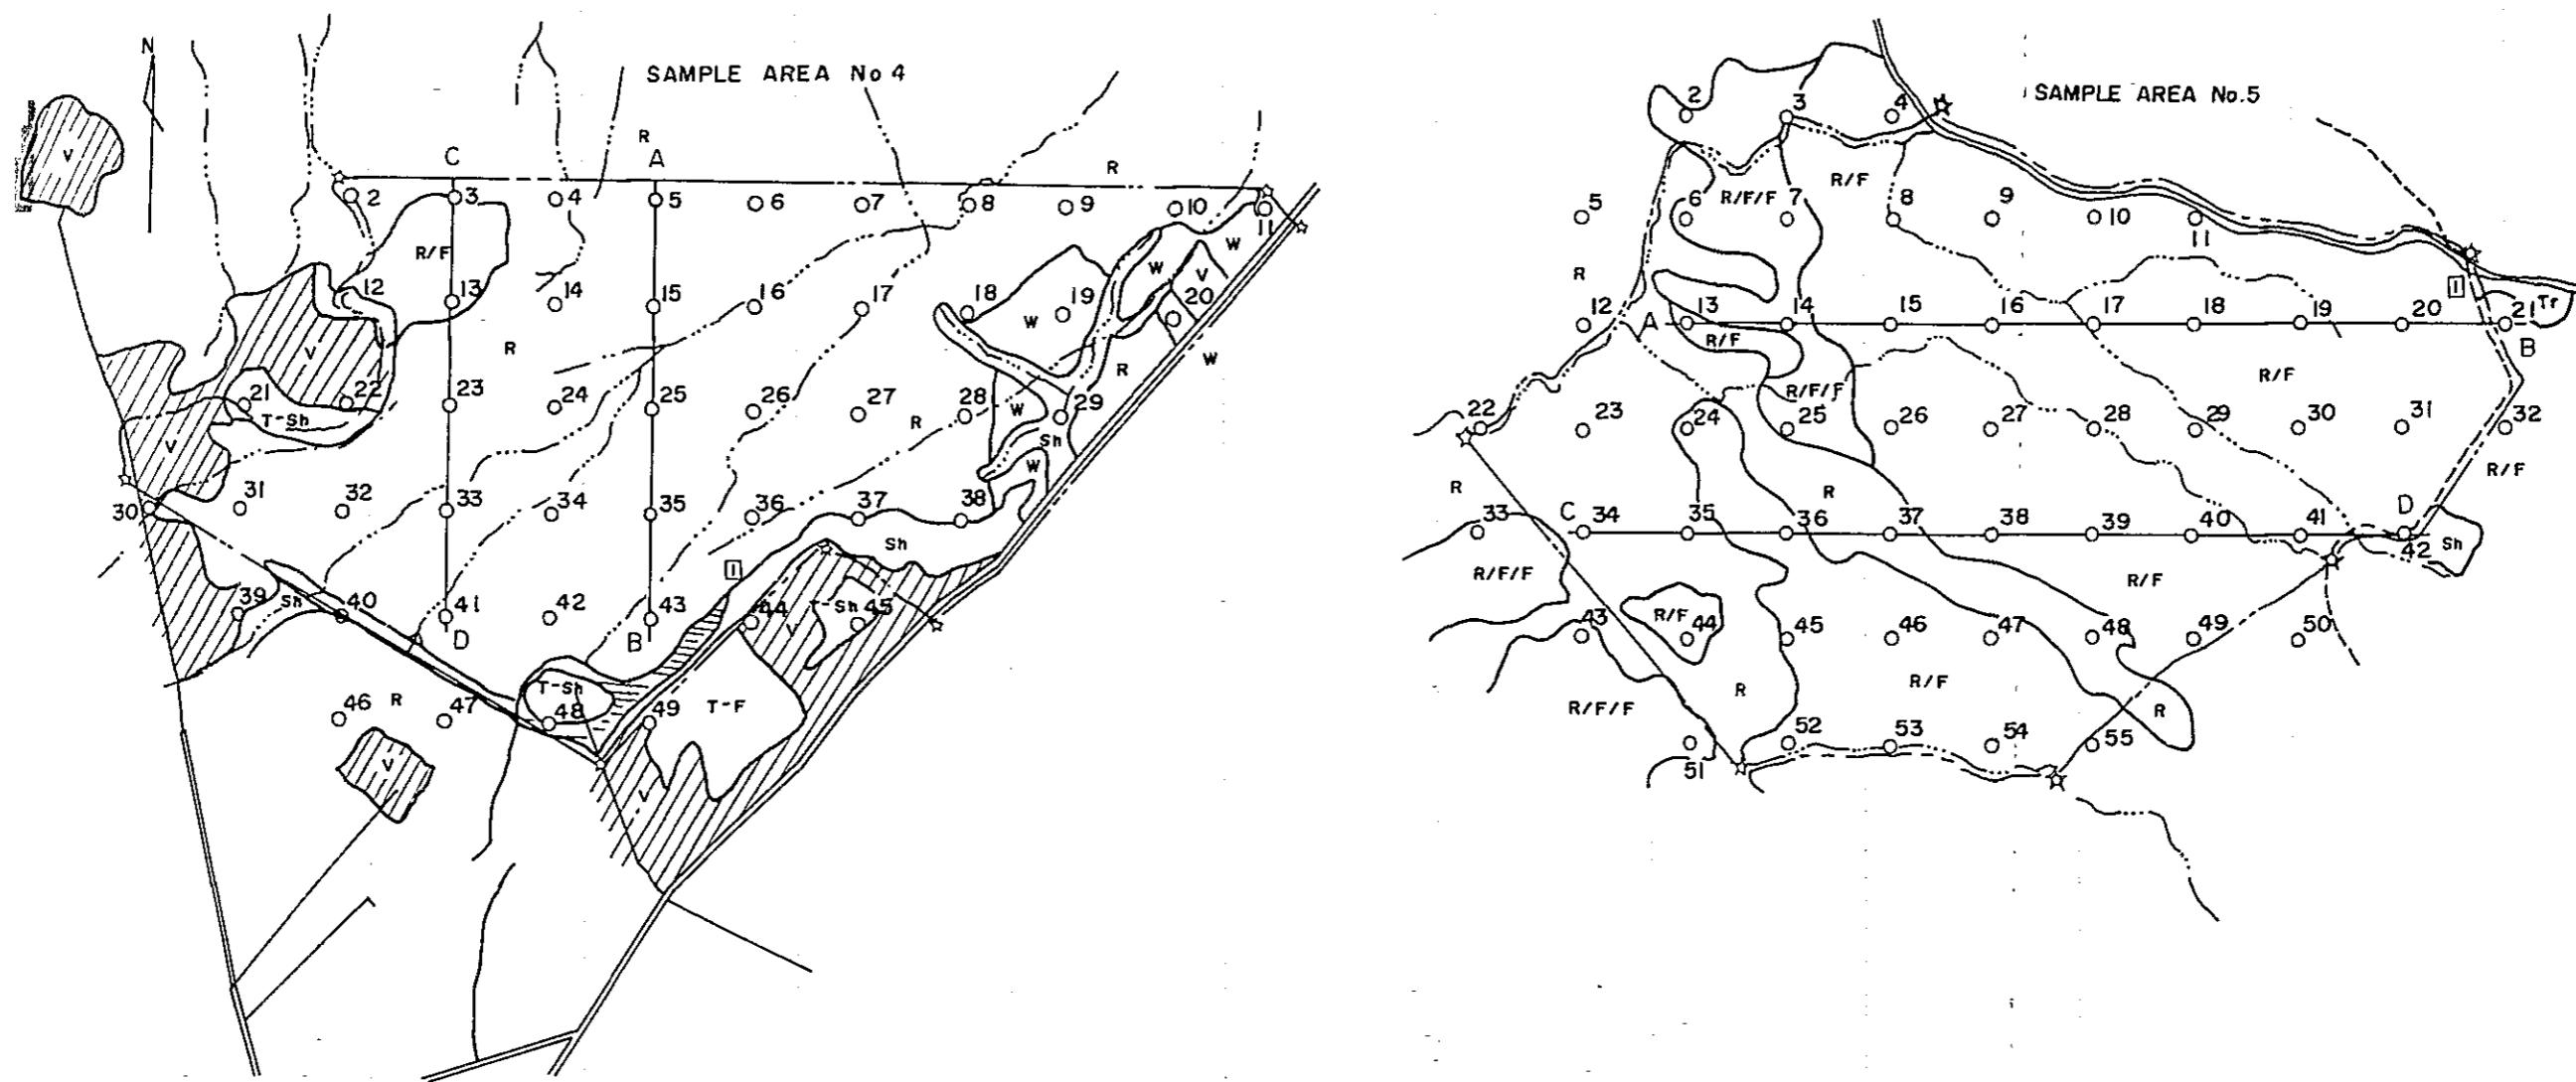 N
SAMPLE AREA No 4
V
R
C A R
2 3 4 5 6 7 8 9 10 11
R/F W
W V
12 13 14 15 16 17 18 19 20
W
R R W
V
21 22 23 24 25 26 27 28 29
T-Sh R W Sh
V W
30 31 32 33 34 35 36 37 38
Sh
1
39 Sh 40 41 42 43 44 T-Sh 45
D B V
T-Sh T-F
46 R 47 48 49
V
V
SAMPLE AREA No.5
2 3 4
R/F/F R/F
5 6 7 8 9 10 11
R
1
Tr
12 A 13 14 15 16 17 18 19 20 21
R/F B
R/F/F R/F
22 23 24 25 26 27 28 29 30 31 32
R/F
R R
33 C 34 35 36 37 38 39 40 41 D 42
Sh
R/F/F R/F
R/F
43 44 45 46 47 48 49 50
R R/F
R/F/F R
51 52 53 54 55